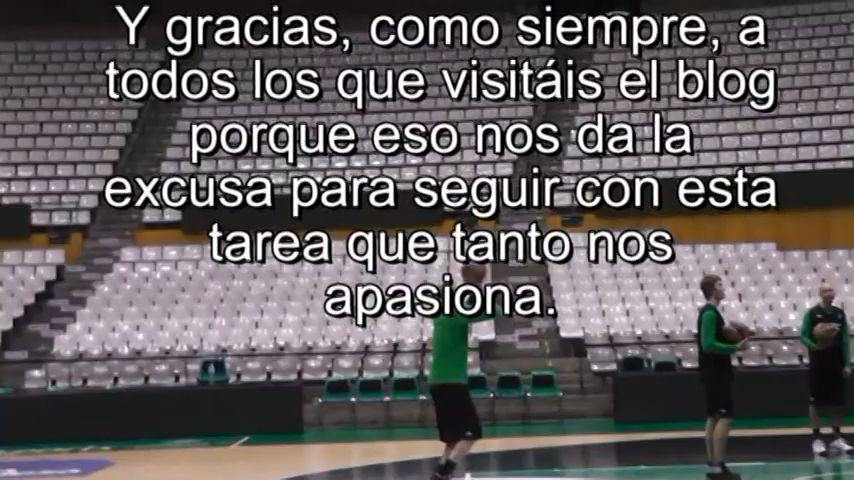 Y gracias, como siempre, a
todos los que visitáis el blog
porque eso nos da la
excusa para seguir con esta
tarea que tanto nos
apasiona.